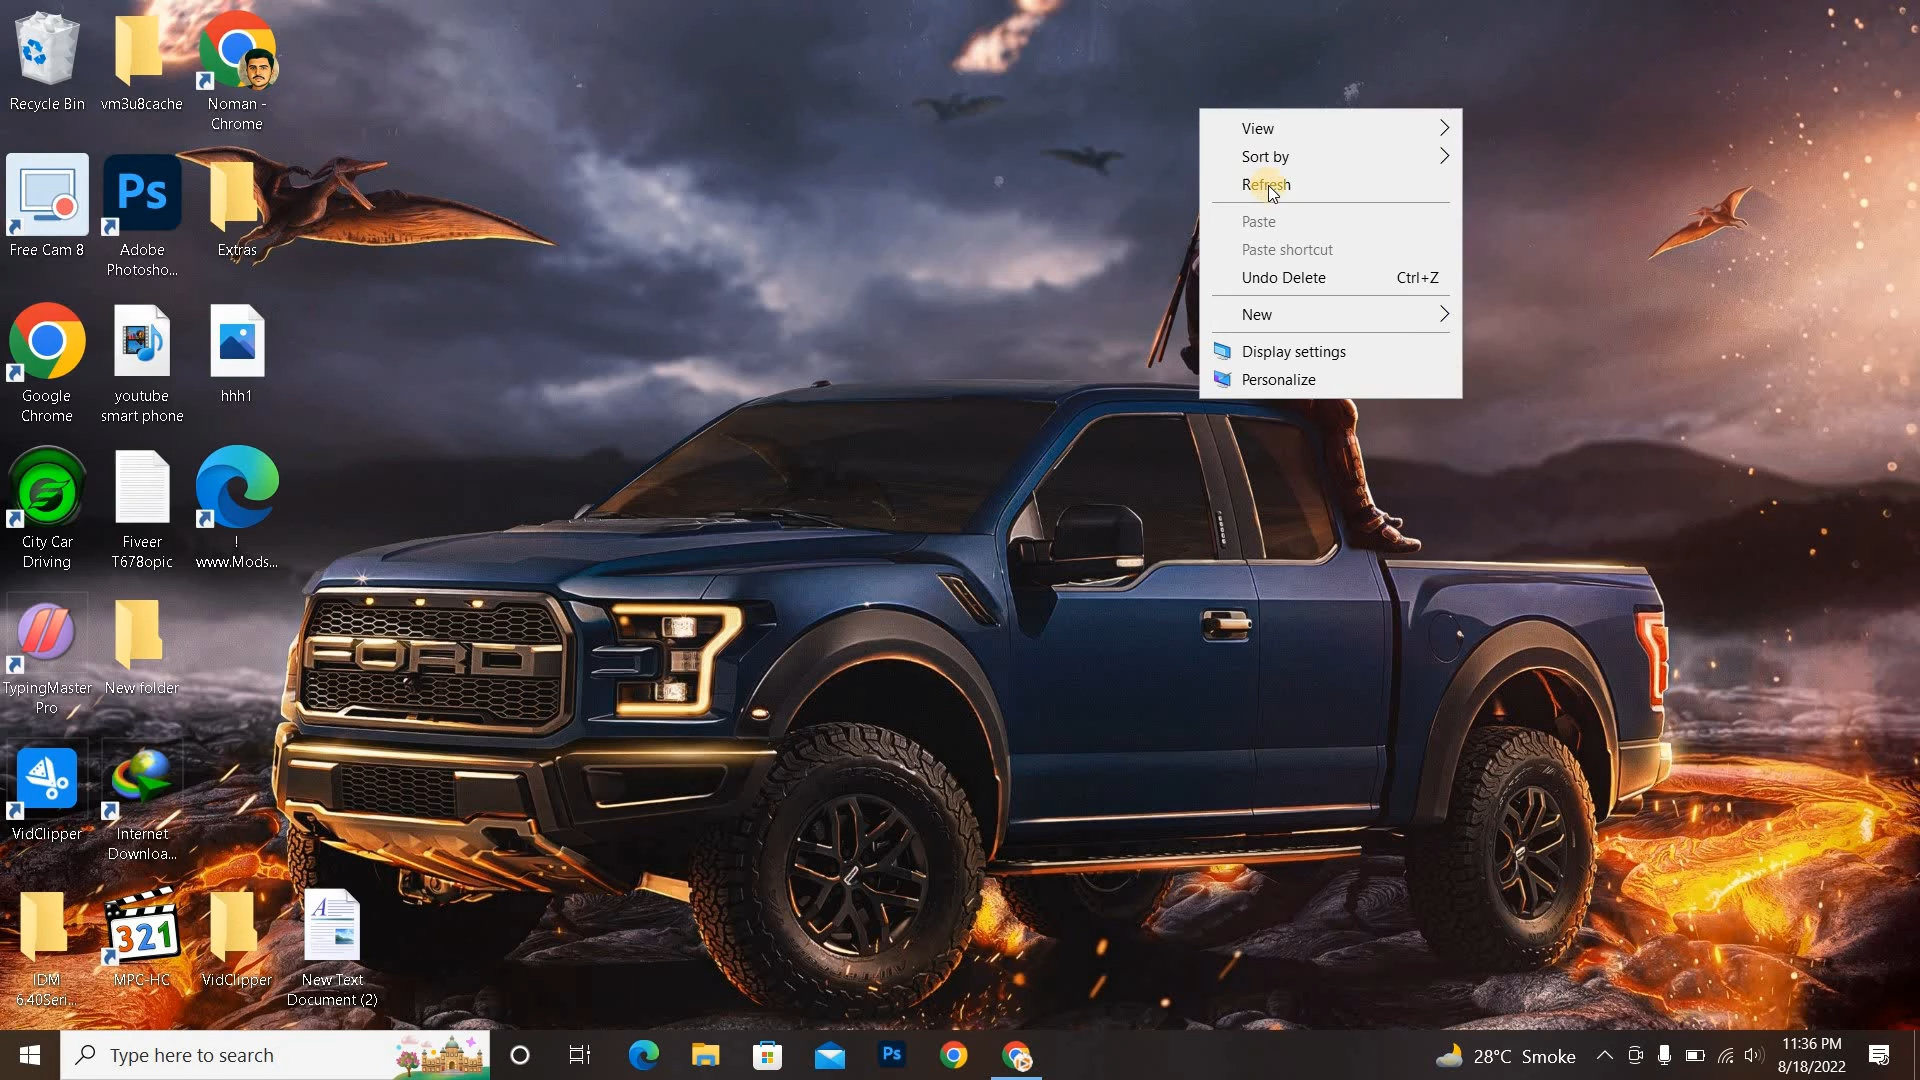 Recycle Bin
vm3u8cache
Noman -
Chrome
Free Cam 8
Ps
Adobe
Photosho...
Extras
Google
Chrome
youtube
smart phone
hhh1
City Car
Driving
Fiveer
T678opic
!
www.Mods...
TypingMaster
Pro
New folder
VidClipper
Internet
Downloa...
IDM
6.40Seri...
321
MPC-HC
VidClipper
A
New Text
Document (2)
View
Sort by
Refresh
Paste
Paste shortcut
Undo Delete Ctrl+Z
New
Display settings
Personalize
FORD
Type here to search
Ps
28°C Smoke
11:36 PM
8/18/2022